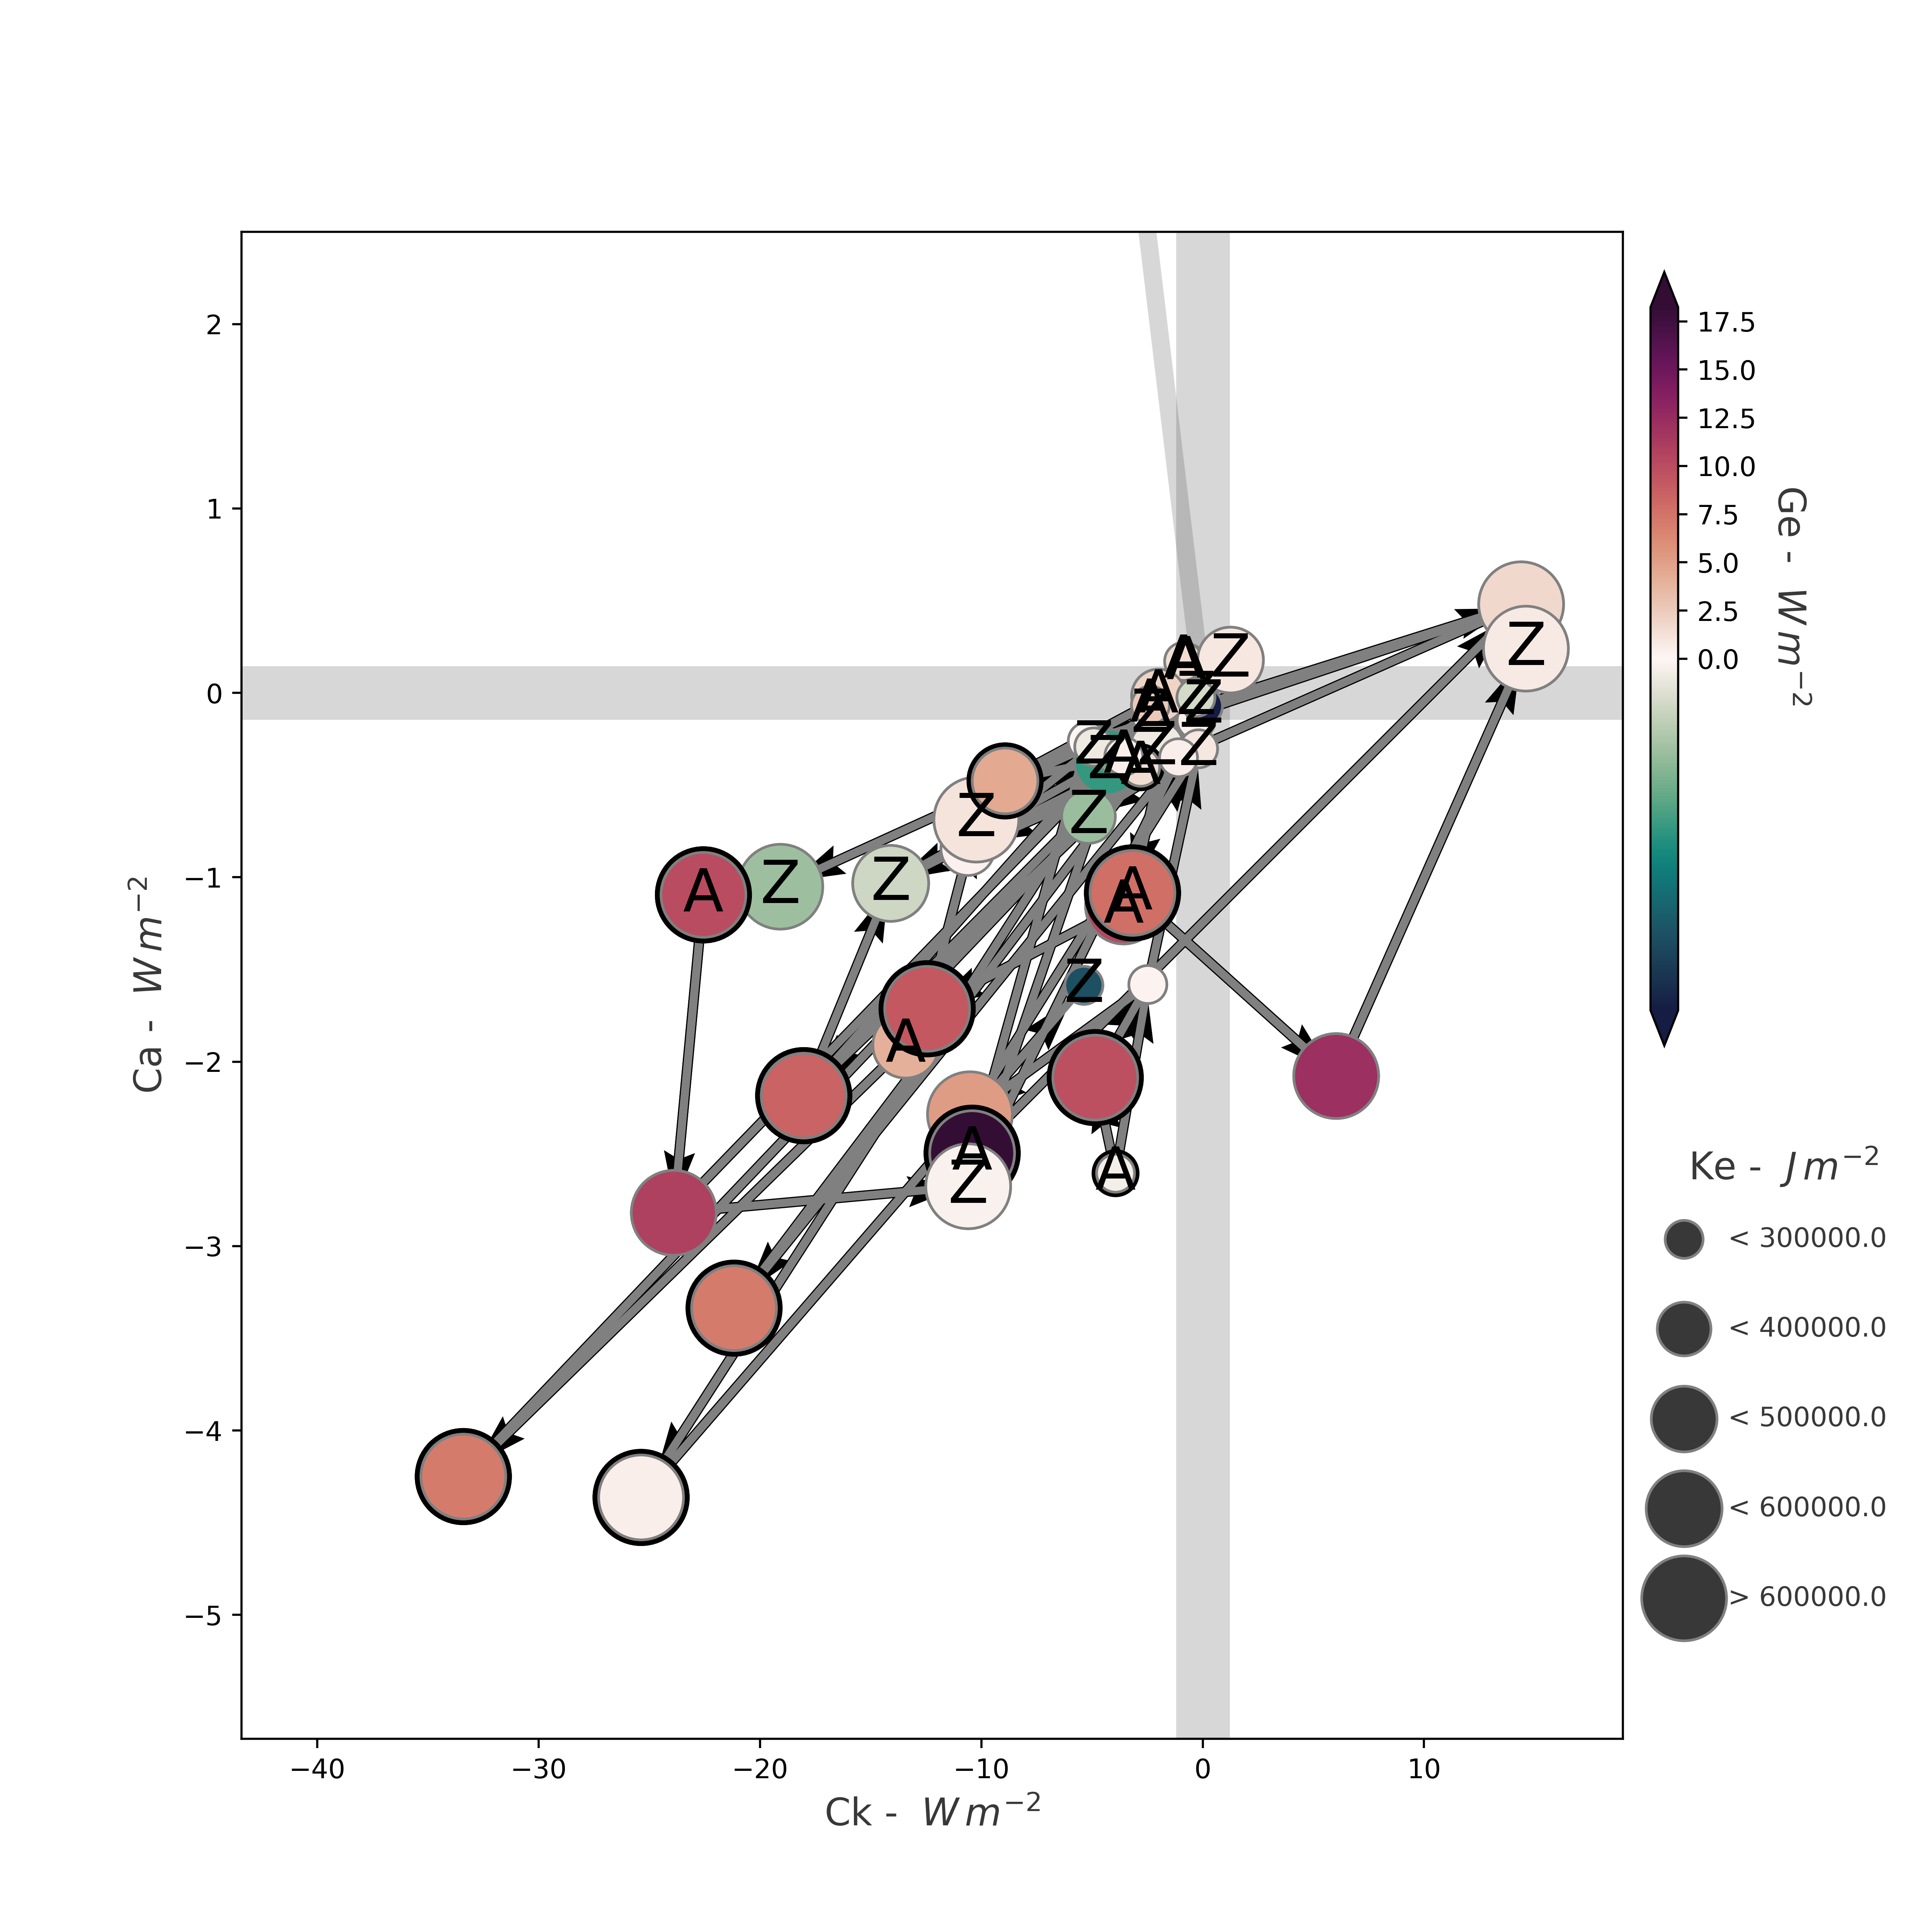 2
1
0
−1
−2
−3
−4
−5
Ca - W m⁻²
−40
−30
−20
−10
0
10
Ck - W m⁻²
17.5
15.0
12.5
10.0
7.5
5.0
2.5
0.0
Ge - W m⁻²
Ke - J m⁻²
< 300000.0
< 400000.0
< 500000.0
< 600000.0
> 600000.0
A
Z
Z
Z
A
Z
Z
A
Z
A
A
Z
A
A
Z
A
Z
A